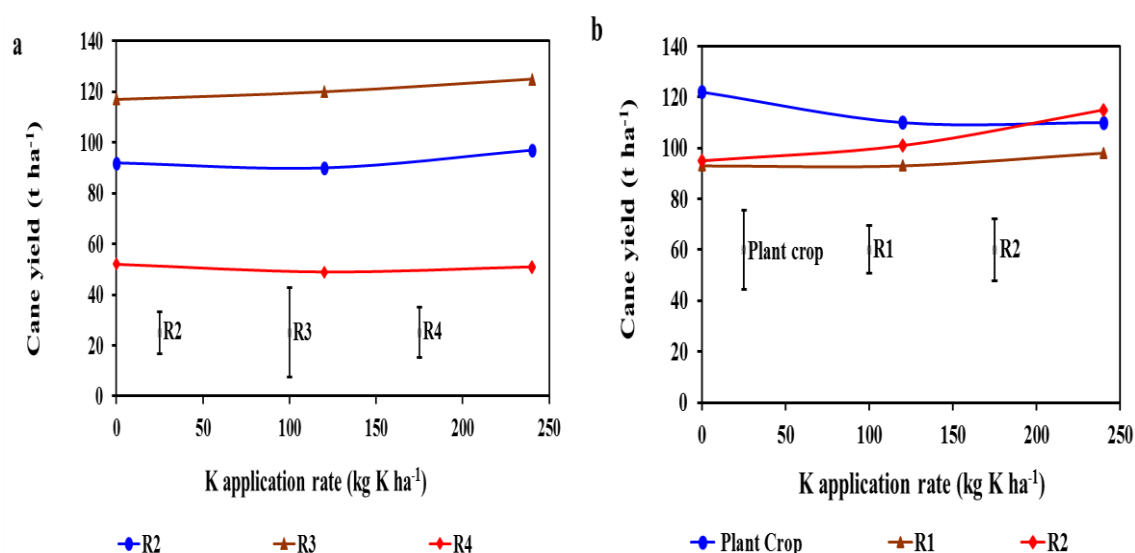 a
Cane yield (t ha⁻¹)
140
120
100
80
60
40
20
0
R2
R3
R4
0 50 100 150 200 250
K application rate (kg K ha⁻¹)
R2 R3 R4
b
Cane yield (t ha⁻¹)
140
120
100
80
60
40
20
0
Plant crop
R1
R2
0 50 100 150 200 250
K application rate (kg K ha⁻¹)
Plant Crop R1 R2